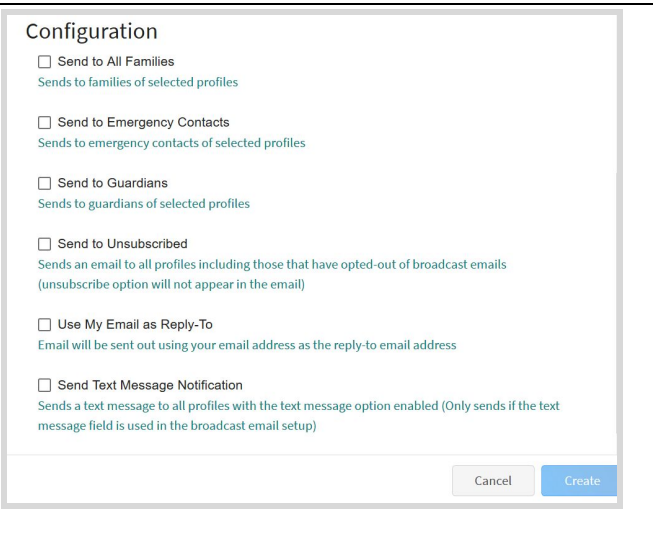 Configuration
Send to All Families
Sends to families of selected profiles
Send to Emergency Contacts
Sends to emergency contacts of selected profiles
Send to Guardians
Sends to guardians of selected profiles
Send to Unsubscribed
Sends an email to all profiles including those that have opted-out of broadcast emails
(unsubscribe option will not appear in the email)
Use My Email as Reply-To
Email will be sent out using your email address as the reply-to email address
Send Text Message Notification
Sends a text message to all profiles with the text message option enabled (Only sends if the text
message field is used in the broadcast email setup)
Cancel
Create